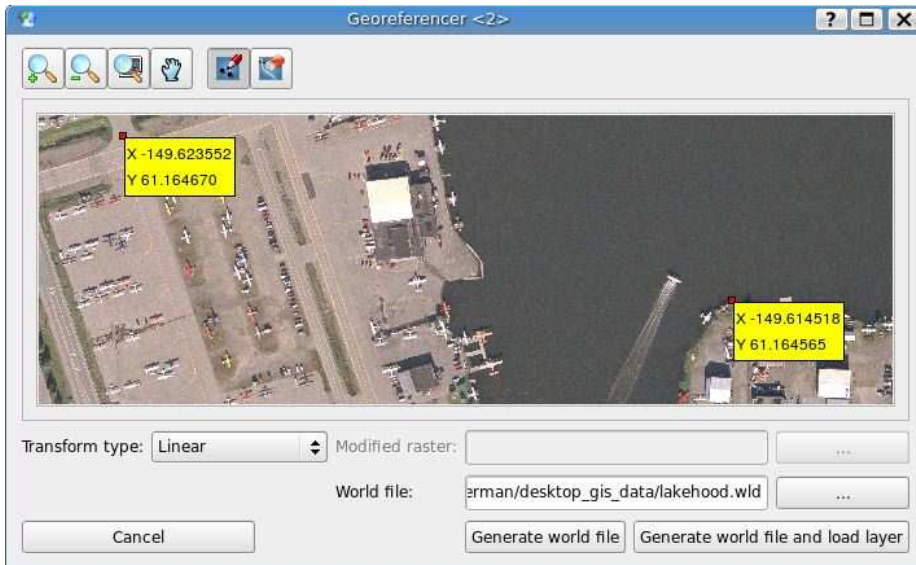 Georeferencer <2>
X -149.623552
Y 61.164670
X -149.614518
Y 61.164565
Transform type: Linear Modified raster: ...
World file: erman/desktop_gis_data/lakehood.wld ...
Cancel Generate world file Generate world file and load layer